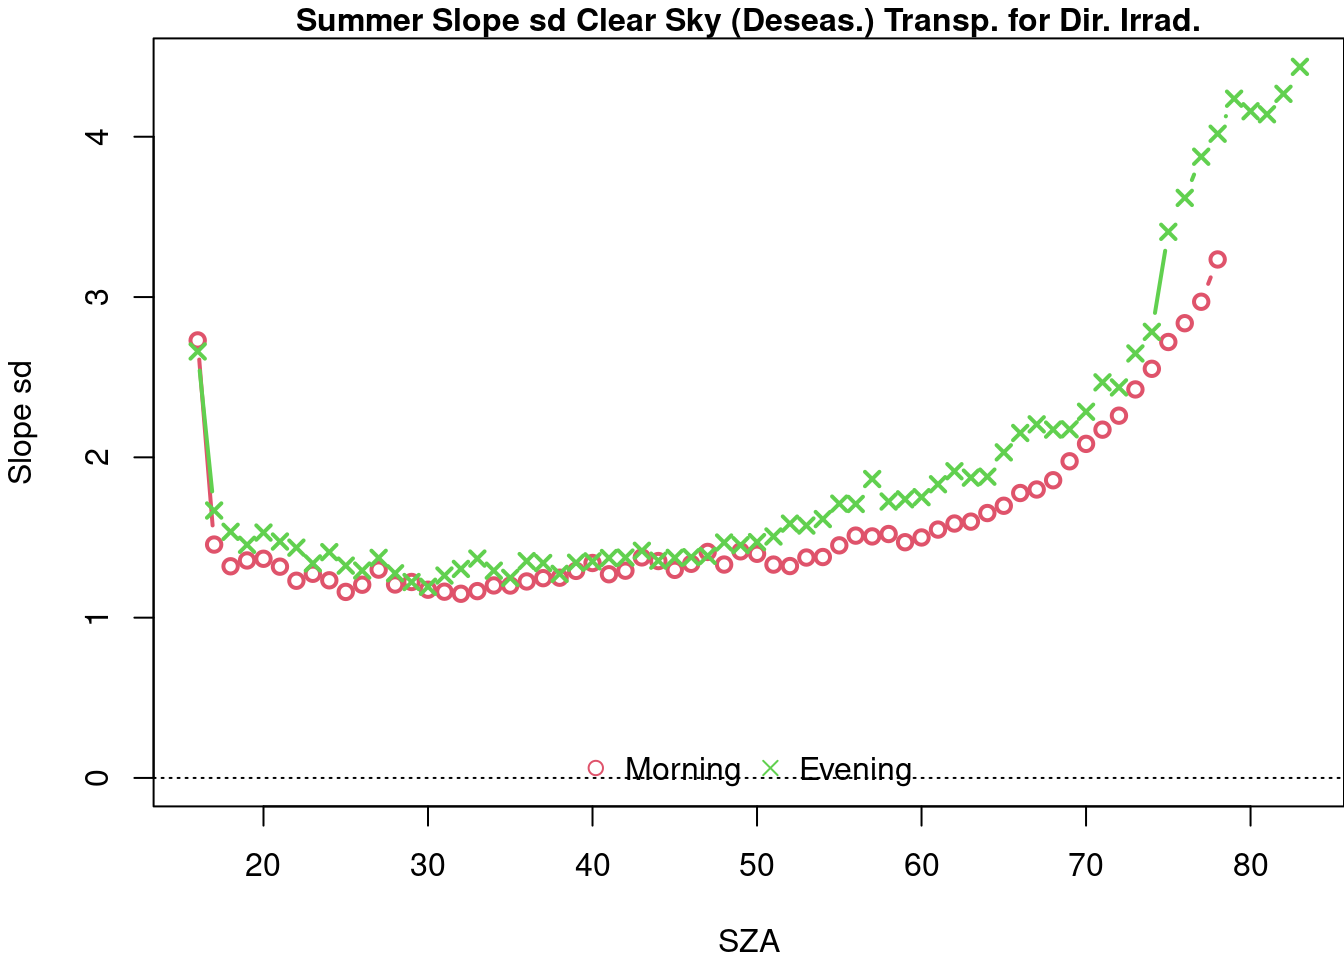 Summer Slope sd Clear Sky (Deseas.) Transp. for Dir. Irrad.
4
3
2
1
0
Slope sd
Morning Evening
20 30 40 50 60 70 80
SZA